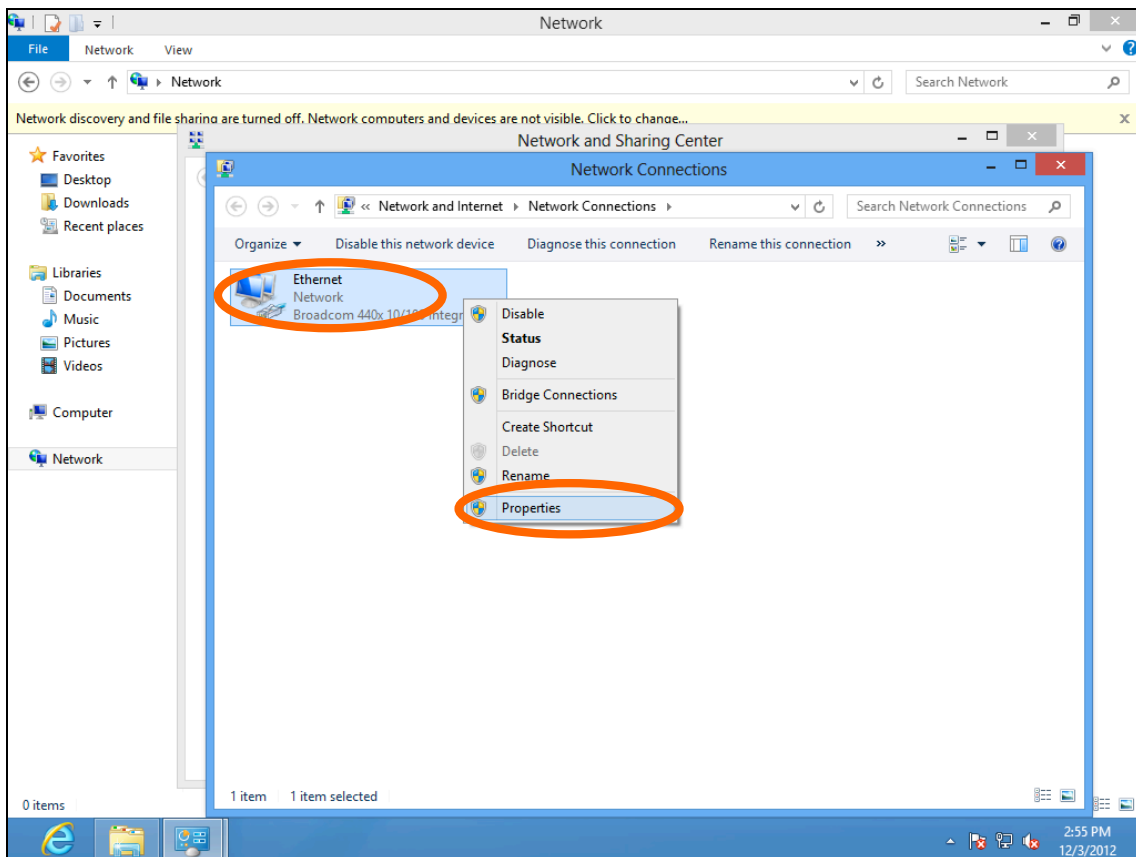 Network
File Network View
Network
Search Network
Network discovery and file sharing are turned off. Network computers and devices are not visible. Click to change...
Network and Sharing Center
Network Connections
« Network and Internet Network Connections
Search Network Connections
Organize Disable this network device Diagnose this connection Rename this connection »
Favorites
Desktop
Downloads
Recent places
Libraries
Documents
Music
Pictures
Videos
Computer
Network
Ethernet
Network
Broadcom 440x 10/100 Integr
Disable
Status
Diagnose
Bridge Connections
Create Shortcut
Delete
Rename
Properties
1 item 1 item selected
0 items
2:55 PM
12/3/2012